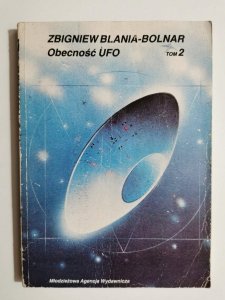 ZBIGNIEW BLANIA-BOLNAR
Obecność UFO TOM 2
Młodzieżowa Agencja Wydawnicza